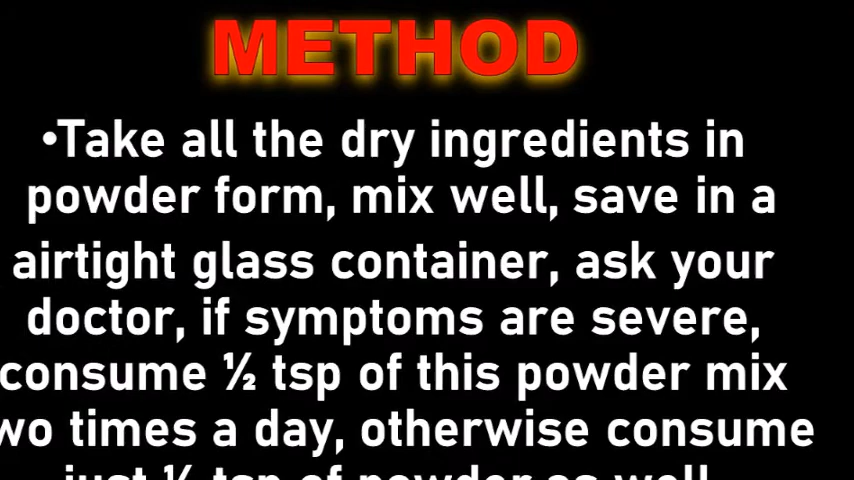 METHOD
•Take all the dry ingredients in
powder form, mix well, save in a
airtight glass container, ask your
doctor, if symptoms are severe,
consume ½ tsp of this powder mix
wo times a day, otherwise consume
just ½ tsp of powder as well